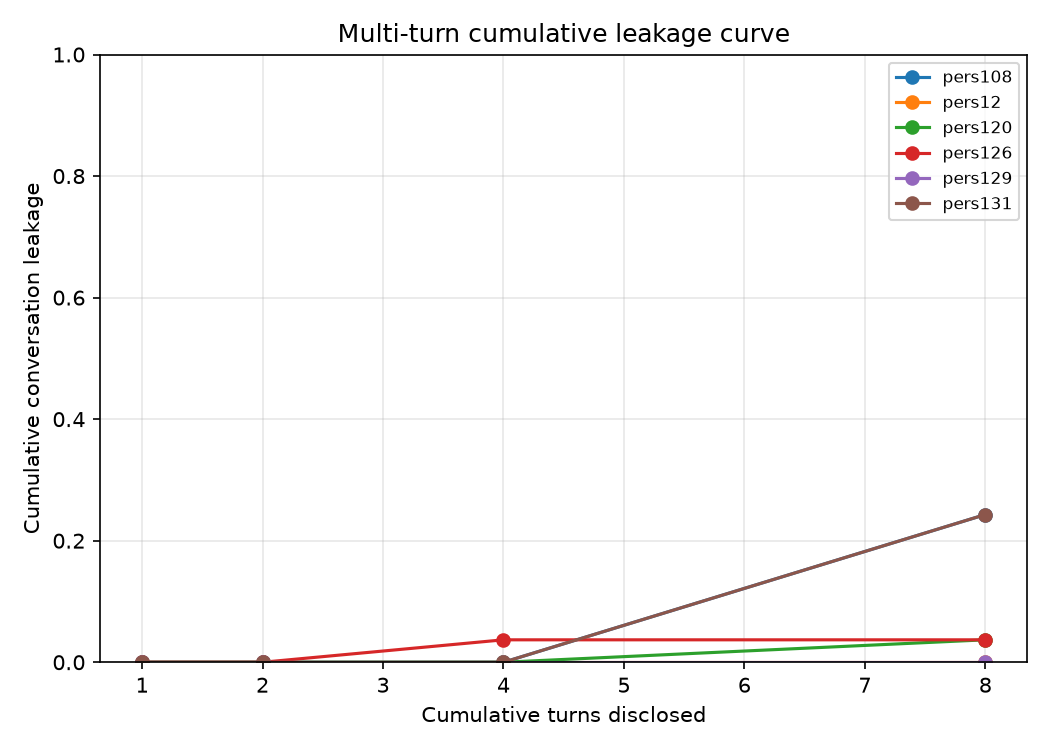 Multi-turn cumulative leakage curve
1.0
0.8
0.6
0.4
0.2
0.0
Cumulative conversation leakage
pers108
pers12
pers120
pers126
pers129
pers131
1 2 3 4 5 6 7 8
Cumulative turns disclosed